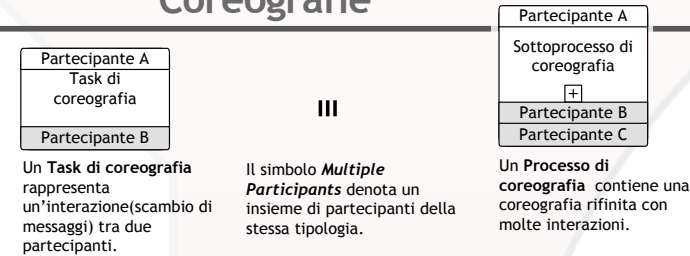 Coreografie
Partecipante A
Task di
coreografia
Partecipante B
Un Task di coreografia
rappresenta
un'interazione(scambio di
messaggi) tra due
partecipanti.
Il simbolo Multiple
Participants denota un
insieme di partecipanti della
stessa tipologia.
Partecipante A
Sottoprocesso di
coreografia
+
Partecipante B
Partecipante C
Un Processo di
coreografia contiene una
coreografia rifinita con
molte interazioni.